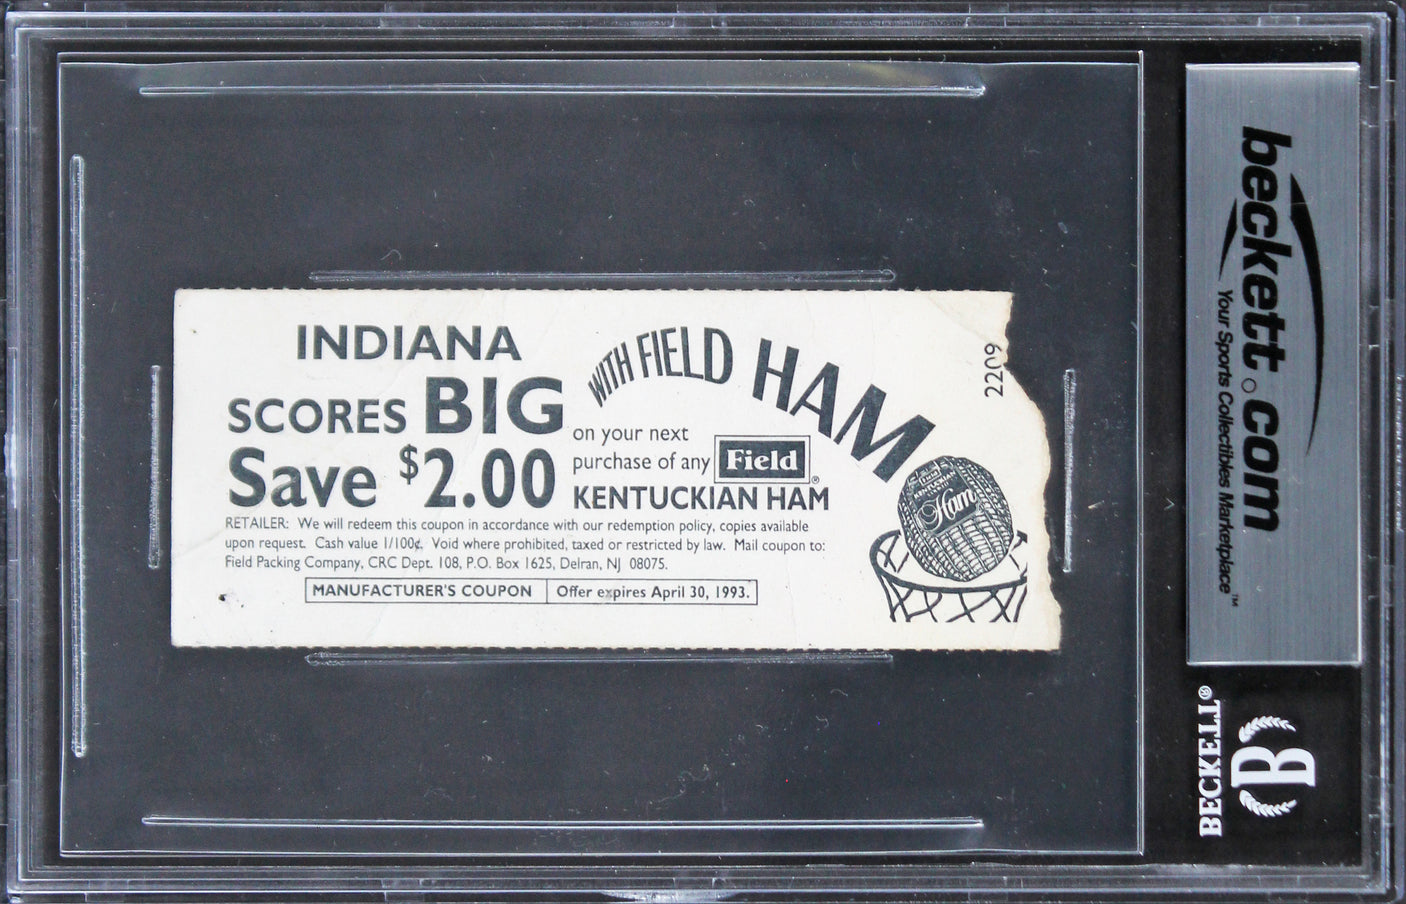 INDIANA
SCORES BIG
Save $2.00
WITH FIELD HAM
on your next
purchase of any Field®
KENTUCKIAN HAM
RETAILER: We will redeem this coupon in accordance with our redemption policy, copies available
upon request. Cash value 1/100¢. Void where prohibited, taxed or restricted by law. Mail coupon to:
Field Packing Company, CRC Dept. 108, P.O. Box 1625, Delran, NJ 08075.
MANUFACTURER'S COUPON
Offer expires April 30, 1993.
2209
Field
KENTUCKIAN
Ham
beckett.com
Your Sports Collectibles Marketplace™
BECKETT®
B